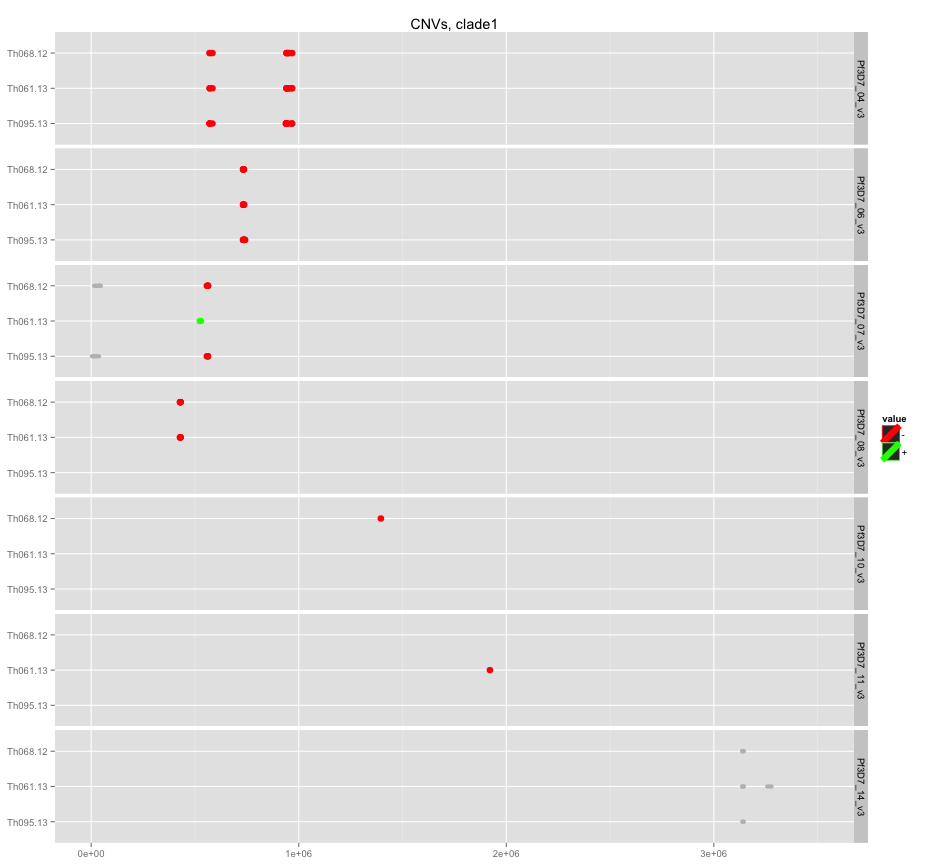 CNVs, clade1
Th068.12
Th061.13
Th095.13
Pf3D7_04_v3
Th068.12
Th061.13
Th095.13
Pf3D7_06_v3
Th068.12
Th061.13
Th095.13
Pf3D7_07_v3
Th068.12
Th061.13
Th095.13
Pf3D7_08_v3
Th068.12
Th061.13
Th095.13
Pf3D7_10_v3
Th068.12
Th061.13
Th095.13
Pf3D7_11_v3
Th068.12
Th061.13
Th095.13
Pf3D7_14_v3
0e+00 1e+06 2e+06 3e+06
value
-
+